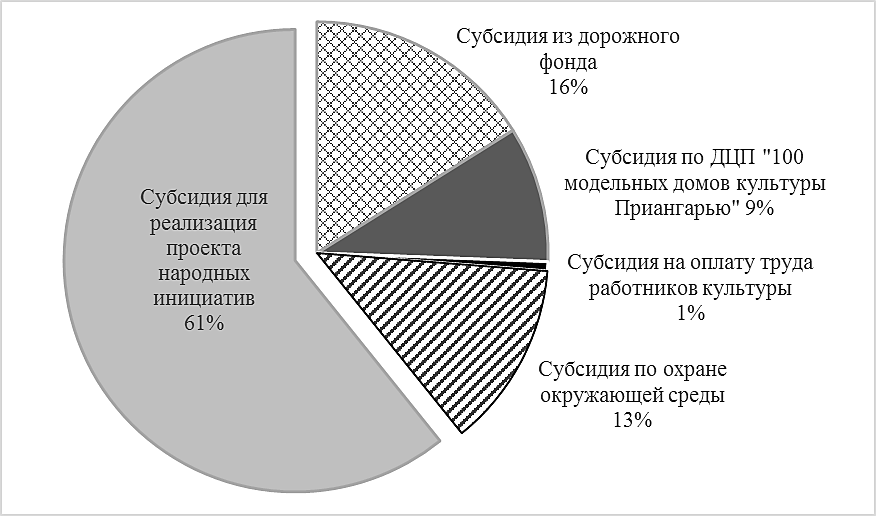 Субсидия из дорожного
фонда
16%
Субсидия по ДЦП "100
модельных домов культуры
Приангарью" 9%
Субсидия на оплату труда
работников культуры
1%
Субсидия по охране
окружающей среды
13%
Субсидия для
реализация
проекта
народных
инициатив
61%